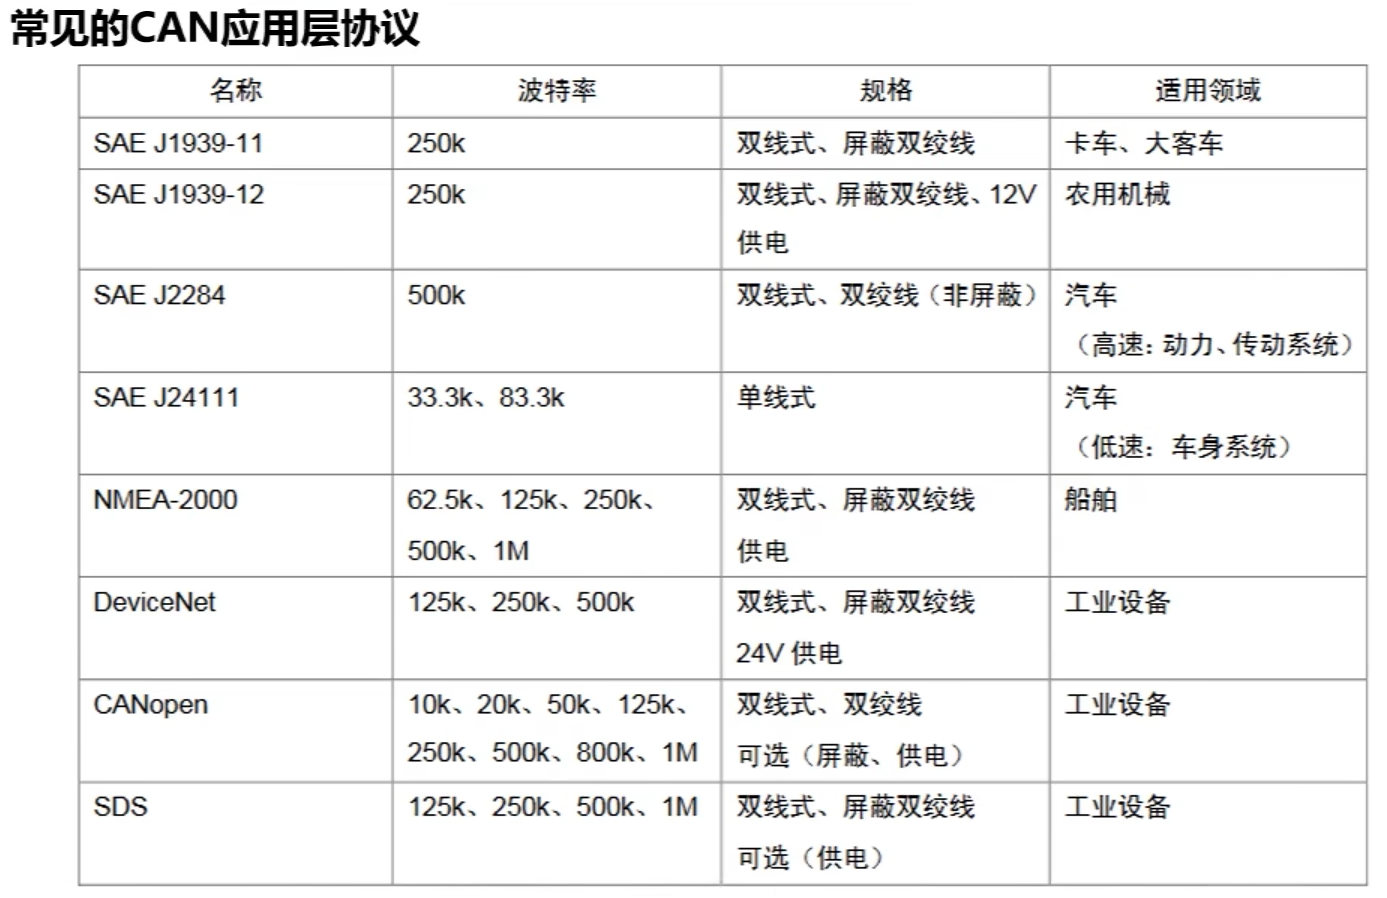 常见的CAN应用层协议
名称 波特率 规格 适用领域
SAE J1939-11 250k 双线式、屏蔽双绞线 卡车、大客车
SAE J1939-12 250k 双线式、屏蔽双绞线、12V 农用机械
供电
SAE J2284 500k 双线式、双绞线（非屏蔽） 汽车
（高速：动力、传动系统）
SAE J24111 33.3k、83.3k 单线式 汽车
（低速：车身系统）
NMEA-2000 62.5k、125k、250k、 双线式、屏蔽双绞线 船舶
500k、1M 供电
DeviceNet 125k、250k、500k 双线式、屏蔽双绞线 工业设备
24V 供电
CANopen 10k、20k、50k、125k、 双线式、双绞线 工业设备
250k、500k、800k、1M 可选（屏蔽、供电）
SDS 125k、250k、500k、1M 双线式、屏蔽双绞线 工业设备
可选（供电）